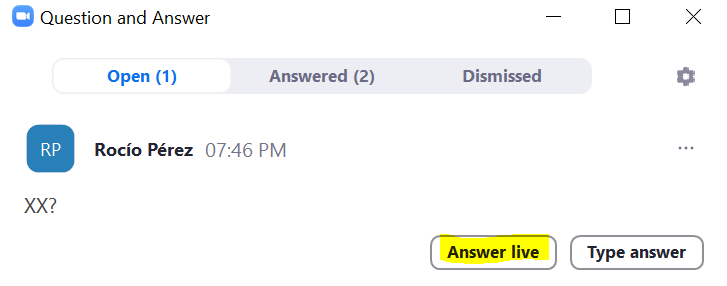 Question and Answer
Open (1) Answered (2) Dismissed
RP Rocío Pérez 07:46 PM
XX?
Answer live Type answer